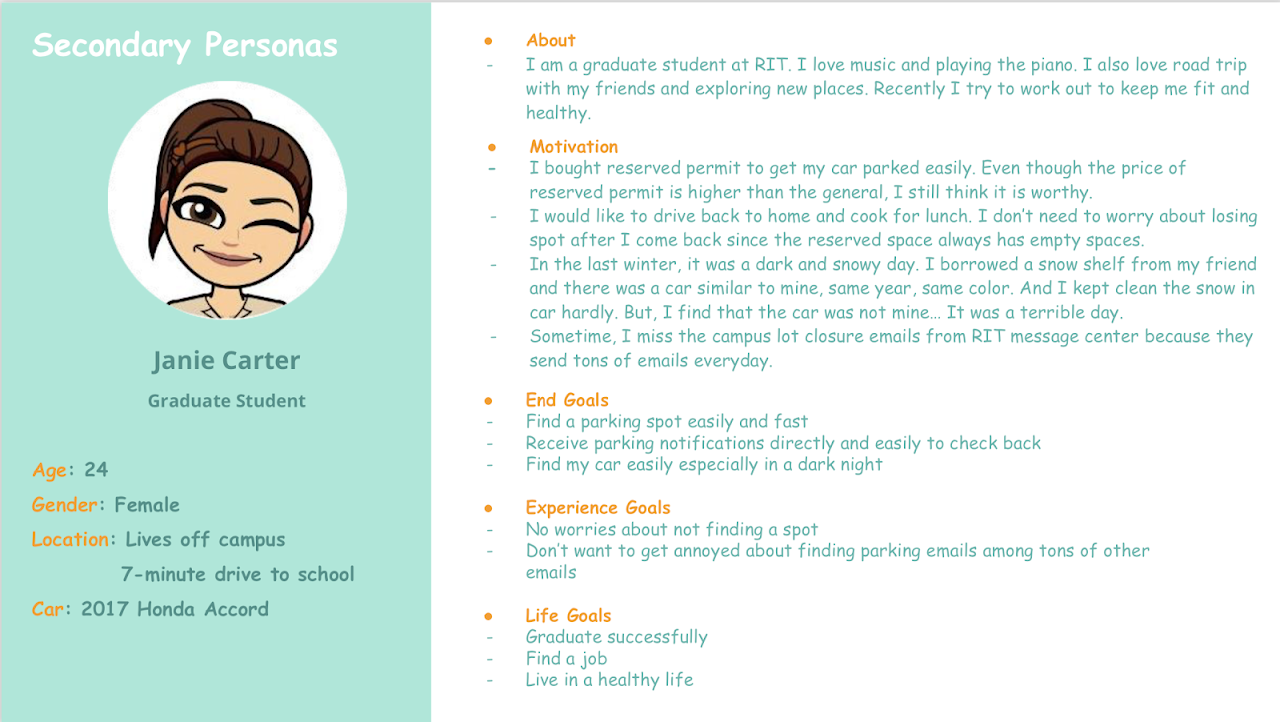 Secondary Personas
Janie Carter
Graduate Student
Age: 24
Gender: Female
Location: Lives off campus
7-minute drive to school
Car: 2017 Honda Accord
● About
- I am a graduate student at RIT. I love music and playing the piano. I also love road trip
with my friends and exploring new places. Recently I try to work out to keep me fit and
healthy.
● Motivation
- I bought reserved permit to get my car parked easily. Even though the price of
reserved permit is higher than the general, I still think it is worthy.
- I would like to drive back to home and cook for lunch. I don't need to worry about losing
spot after I come back since the reserved space always has empty spaces.
- In the last winter, it was a dark and snowy day. I borrowed a snow shelf from my friend
and there was a car similar to mine, same year, same color. And I kept clean the snow in
car hardly. But, I find that the car was not mine... It was a terrible day.
- Sometime, I miss the campus lot closure emails from RIT message center because they
send tons of emails everyday.
● End Goals
- Find a parking spot easily and fast
- Receive parking notifications directly and easily to check back
- Find my car easily especially in a dark night
● Experience Goals
- No worries about not finding a spot
- Don't want to get annoyed about finding parking emails among tons of other
emails
● Life Goals
- Graduate successfully
- Find a job
- Live in a healthy life